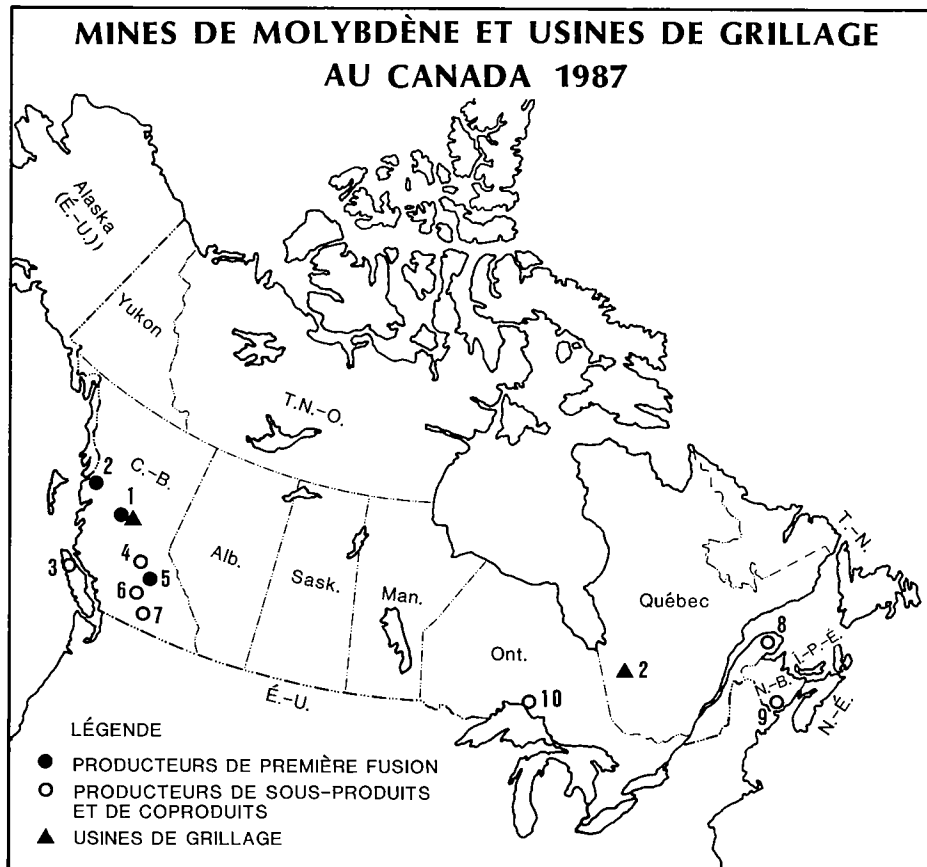 MINES DE MOLYBDÈNE ET USINES DE GRILLAGE
AU CANADA 1987
Alaska
(É.-U.))
Yukon
T.N.-O.
C.-B.
2
1
3
4
5
6
7
Alb.
Sask.
Man.
Ont.
Québec
T.-N.
2
8
Î-P.-É.
N.-B.
9
N.-É.
10
É.-U.
LÉGENDE
PRODUCTEURS DE PREMIÈRE FUSION
PRODUCTEURS DE SOUS-PRODUITS
ET DE COPRODUITS
USINES DE GRILLAGE